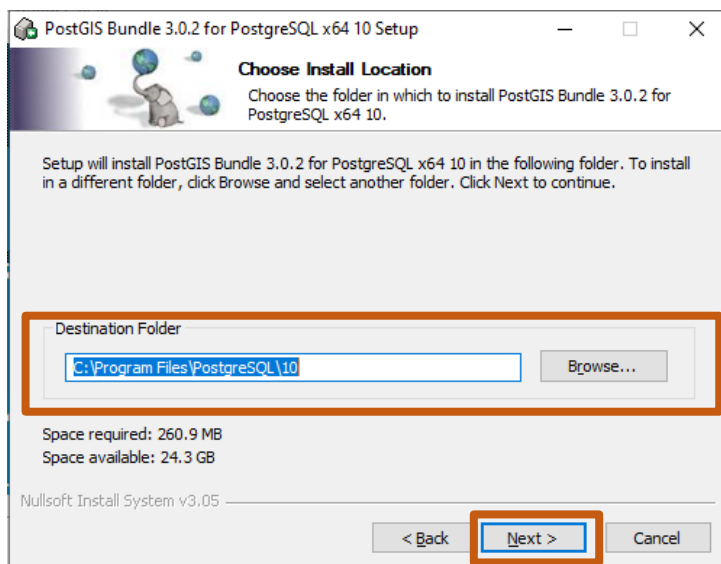 PostGIS Bundle 3.0.2 for PostgreSQL x64 10 Setup
Choose Install Location
Choose the folder in which to install PostGIS Bundle 3.0.2 for
PostgreSQL x64 10.
Setup will install PostGIS Bundle 3.0.2 for PostgreSQL x64 10 in the following folder. To install
in a different folder, click Browse and select another folder. Click Next to continue.
Destination Folder
C:\Program Files\PostgreSQL\10
Browse...
Space required: 260.9 MB
Space available: 24.3 GB
Nullsoft Install System v3.05
< Back
Next >
Cancel